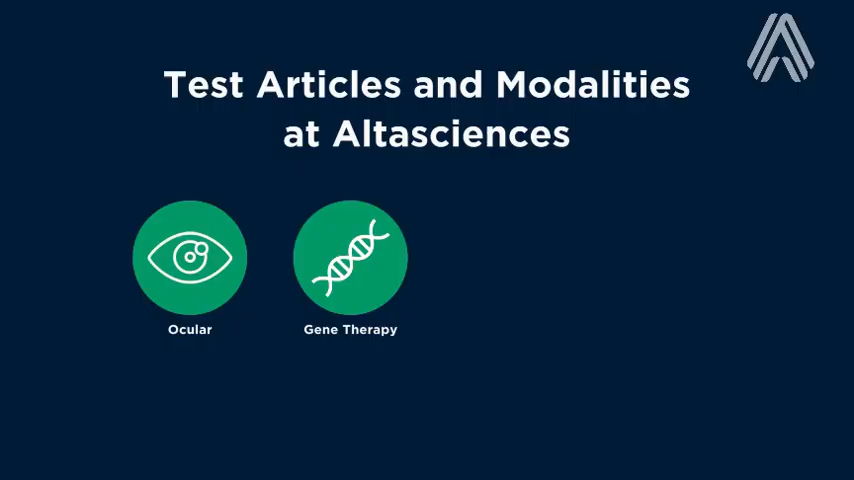 Test Articles and Modalities
at Altasciences
Ocular
Gene Therapy